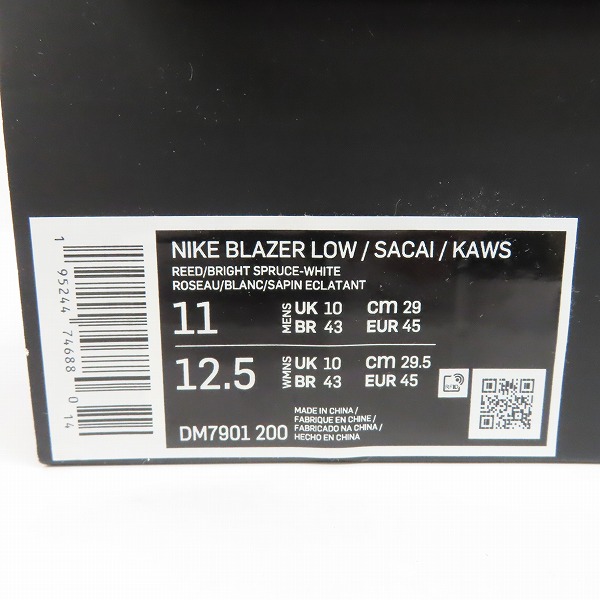 NIKE BLAZER LOW / SACAI / KAWS
REED/BRIGHT SPRUCE-WHITE
ROSEAU/BLANC/SAPIN ECLATANT
11 MENS UK 10 cm 29
BR 43 EUR 45
12.5 WMNS UK 10 cm 29.5
BR 43 EUR 45
DM7901 200
MADE IN CHINA /
FABRIQUE EN CHINE /
FABRICADO NA CHINA /
HECHO EN CHINA
1 95244 74688 0 14